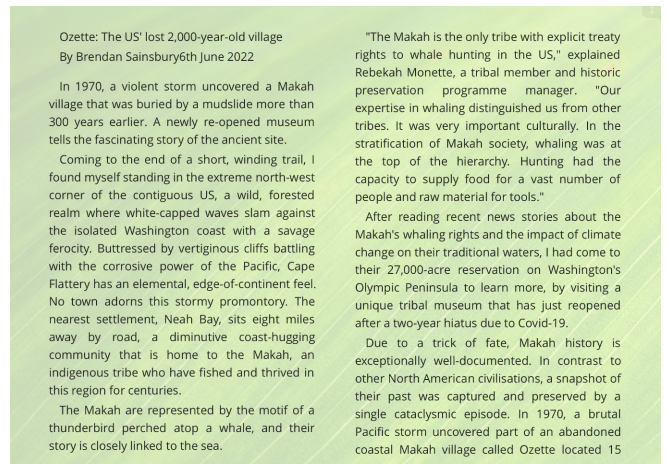 Ozette: The US' lost 2,000-year-old village
By Brendan Sainsbury6th June 2022
In 1970, a violent storm uncovered a Makah
village that was buried by a mudslide more than
300 years earlier. A newly re-opened museum
tells the fascinating story of the ancient site.
Coming to the end of a short, winding trail, I
found myself standing in the extreme north-west
corner of the contiguous US, a wild, forested
realm where white-capped waves slam against
the isolated Washington coast with a savage
ferocity. Buttressed by vertiginous cliffs battling
with the corrosive power of the Pacific, Cape
Flattery has an elemental, edge-of-continent feel.
No town adorns this stormy promontory. The
nearest settlement, Neah Bay, sits eight miles
away by road, a diminutive coast-hugging
community that is home to the Makah, an
indigenous tribe who have fished and thrived in
this region for centuries.
The Makah are represented by the motif of a
thunderbird perched atop a whale, and their
story is closely linked to the sea.
"The Makah is the only tribe with explicit treaty
rights to whale hunting in the US," explained
Rebekah Monette, a tribal member and historic
preservation programme manager. "Our
expertise in whaling distinguished us from other
tribes. It was very important culturally. In the
stratification of Makah society, whaling was at
the top of the hierarchy. Hunting had the
capacity to supply food for a vast number of
people and raw material for tools."
After reading recent news stories about the
Makah's whaling rights and the impact of climate
change on their traditional waters, I had come to
their 27,000-acre reservation on Washington's
Olympic Peninsula to learn more, by visiting a
unique tribal museum that has just reopened
after a two-year hiatus due to Covid-19.
Due to a trick of fate, Makah history is
exceptionally well-documented. In contrast to
other North American civilisations, a snapshot of
their past was captured and preserved by a
single cataclysmic episode. In 1970, a brutal
Pacific storm uncovered part of an abandoned
coastal Makah village called Ozette located 15